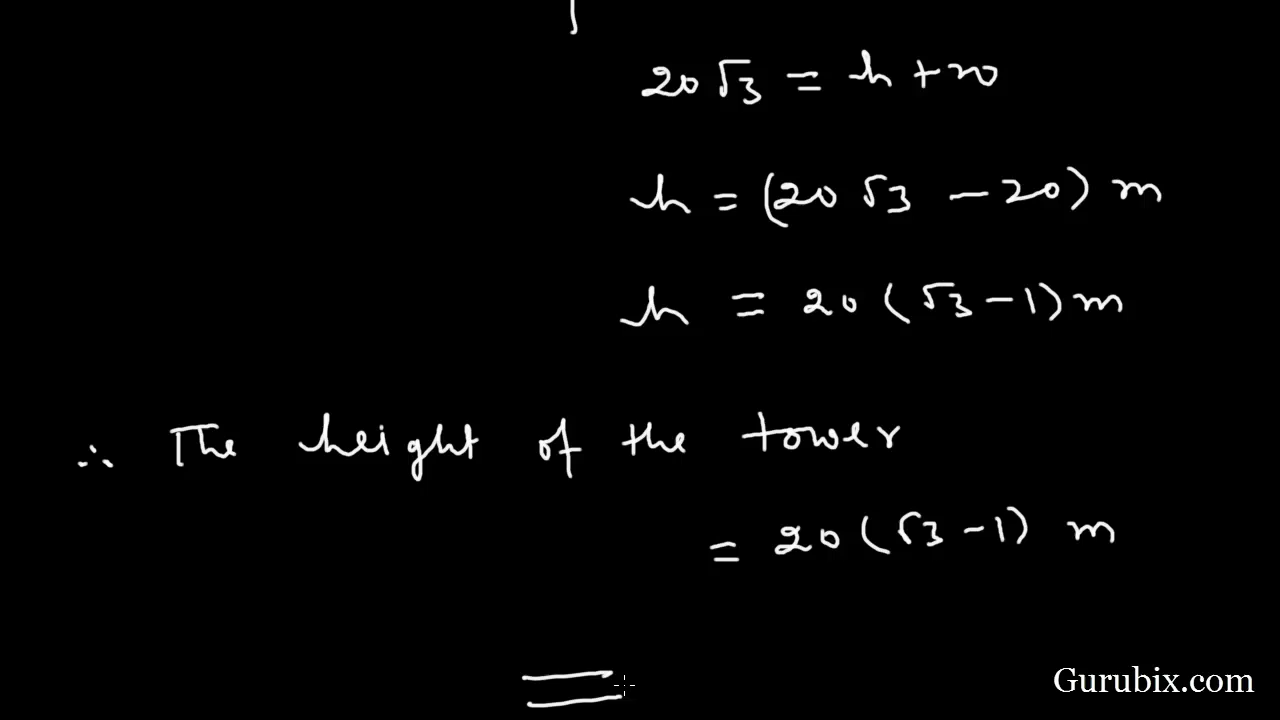 20√3 = h + 20
h = (20√3 – 20) m
h = 20 (√3 – 1) m
∴ The height of the tower
= 20 (√3 – 1) m
Gurubix.com